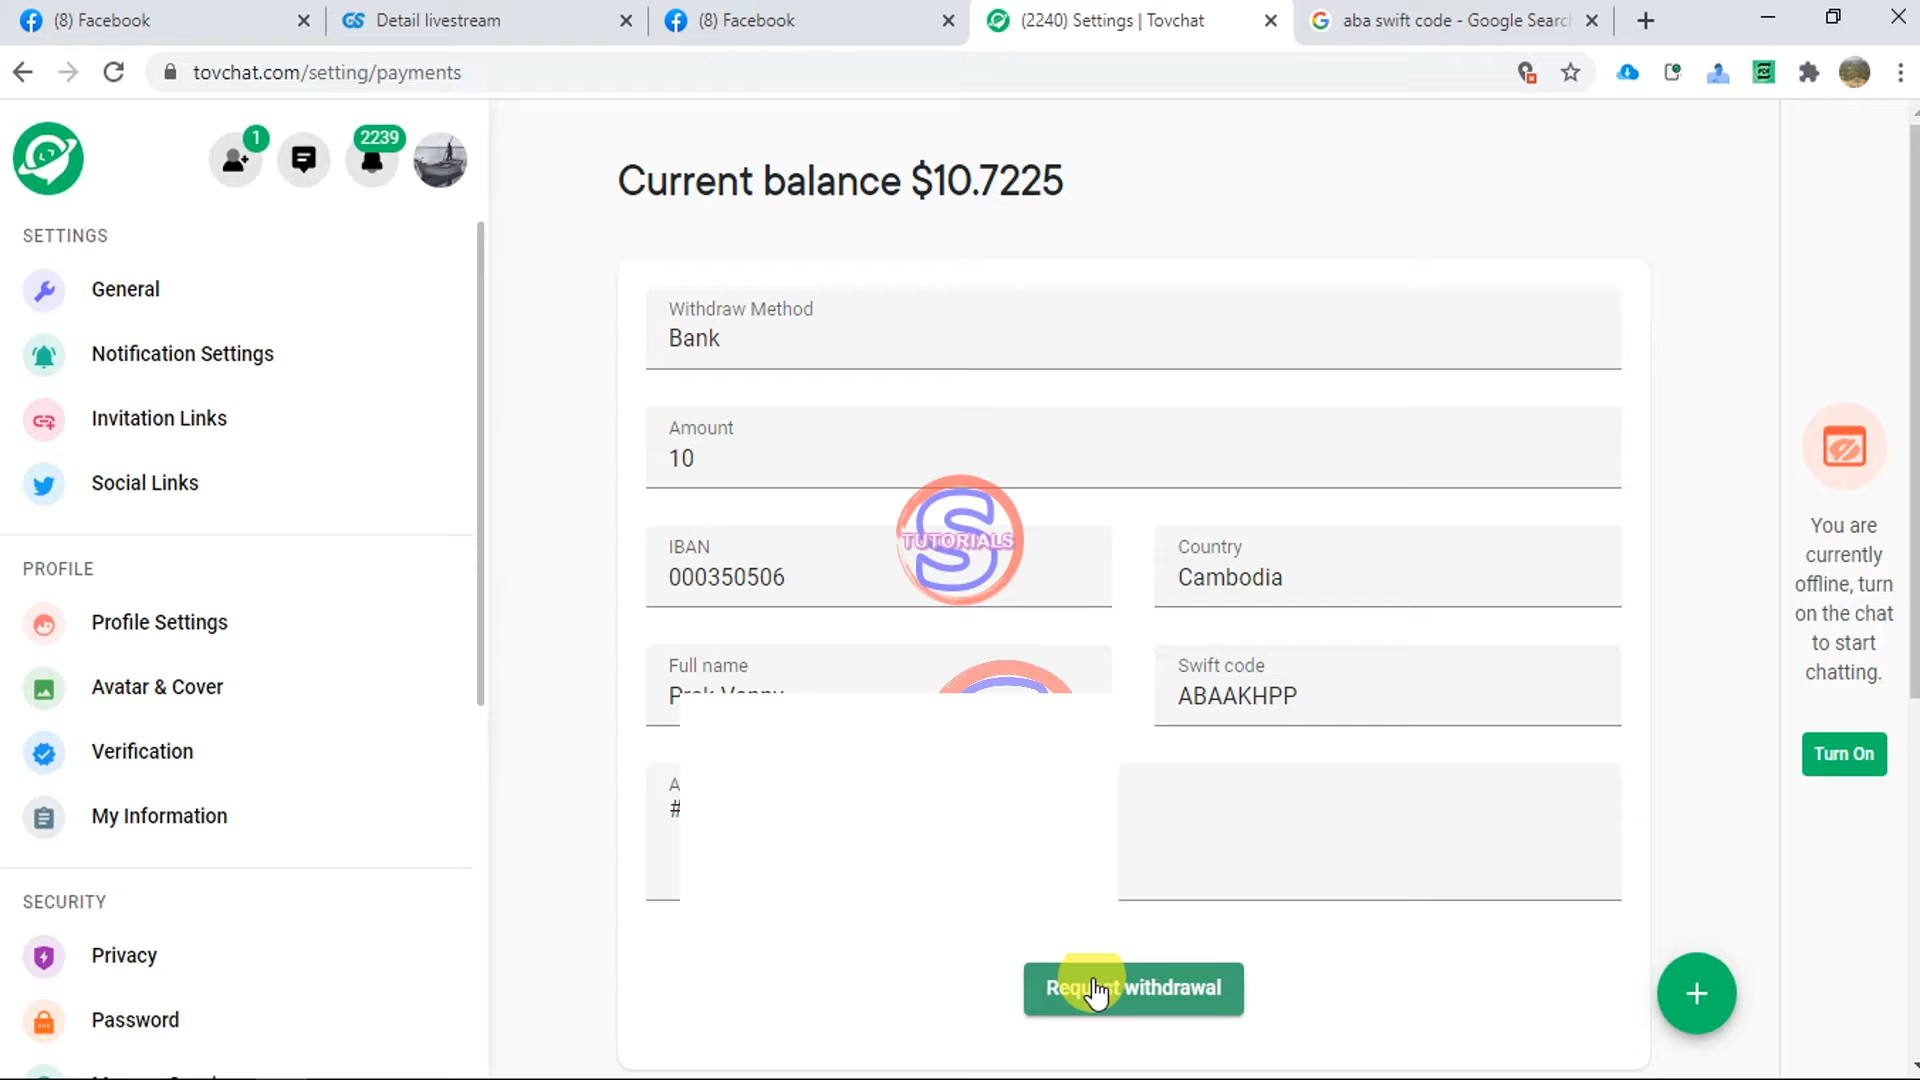 (8) Facebook
Detail livestream
(8) Facebook
(2240) Settings | Tovchat
aba swift code - Google Searc
tovchat.com/setting/payments
1
2239
SETTINGS
General
Notification Settings
Invitation Links
Social Links
PROFILE
Profile Settings
Avatar & Cover
Verification
My Information
SECURITY
Privacy
Password
Current balance $10.7225
Withdraw Method
Bank
Amount
10
IBAN
000350506
Country
Cambodia
S
TUTORIALS
Full name
Swift code
ABAAKHPP
A
#
Request withdrawal
You are
currently
offline, turn
on the chat
to start
chatting.
Turn On